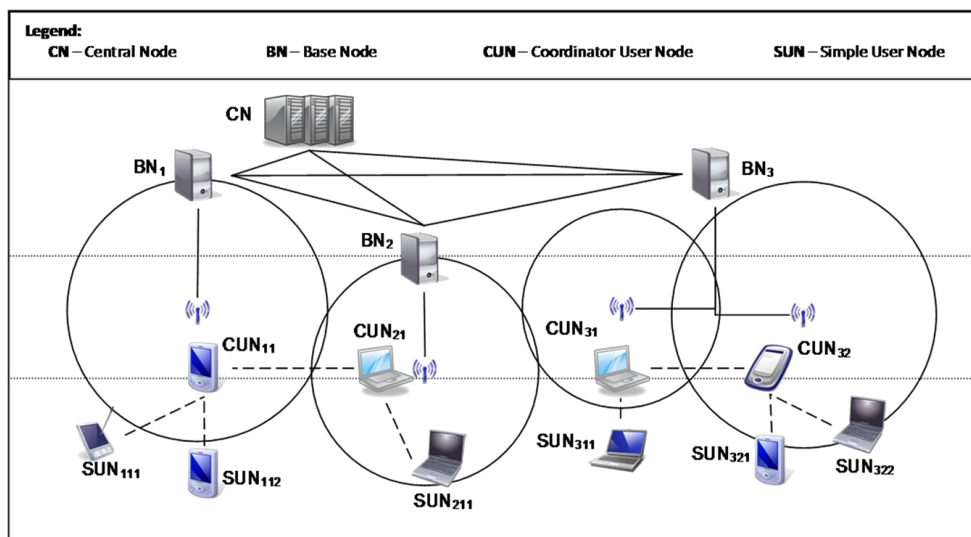 Legend:
CN – Central Node BN – Base Node CUN – Coordinator User Node SUN – Simple User Node
CN
BN1
BN3
BN2
CUN11
CUN21
CUN31
CUN32
SUN111
SUN112
SUN211
SUN311
SUN321
SUN322